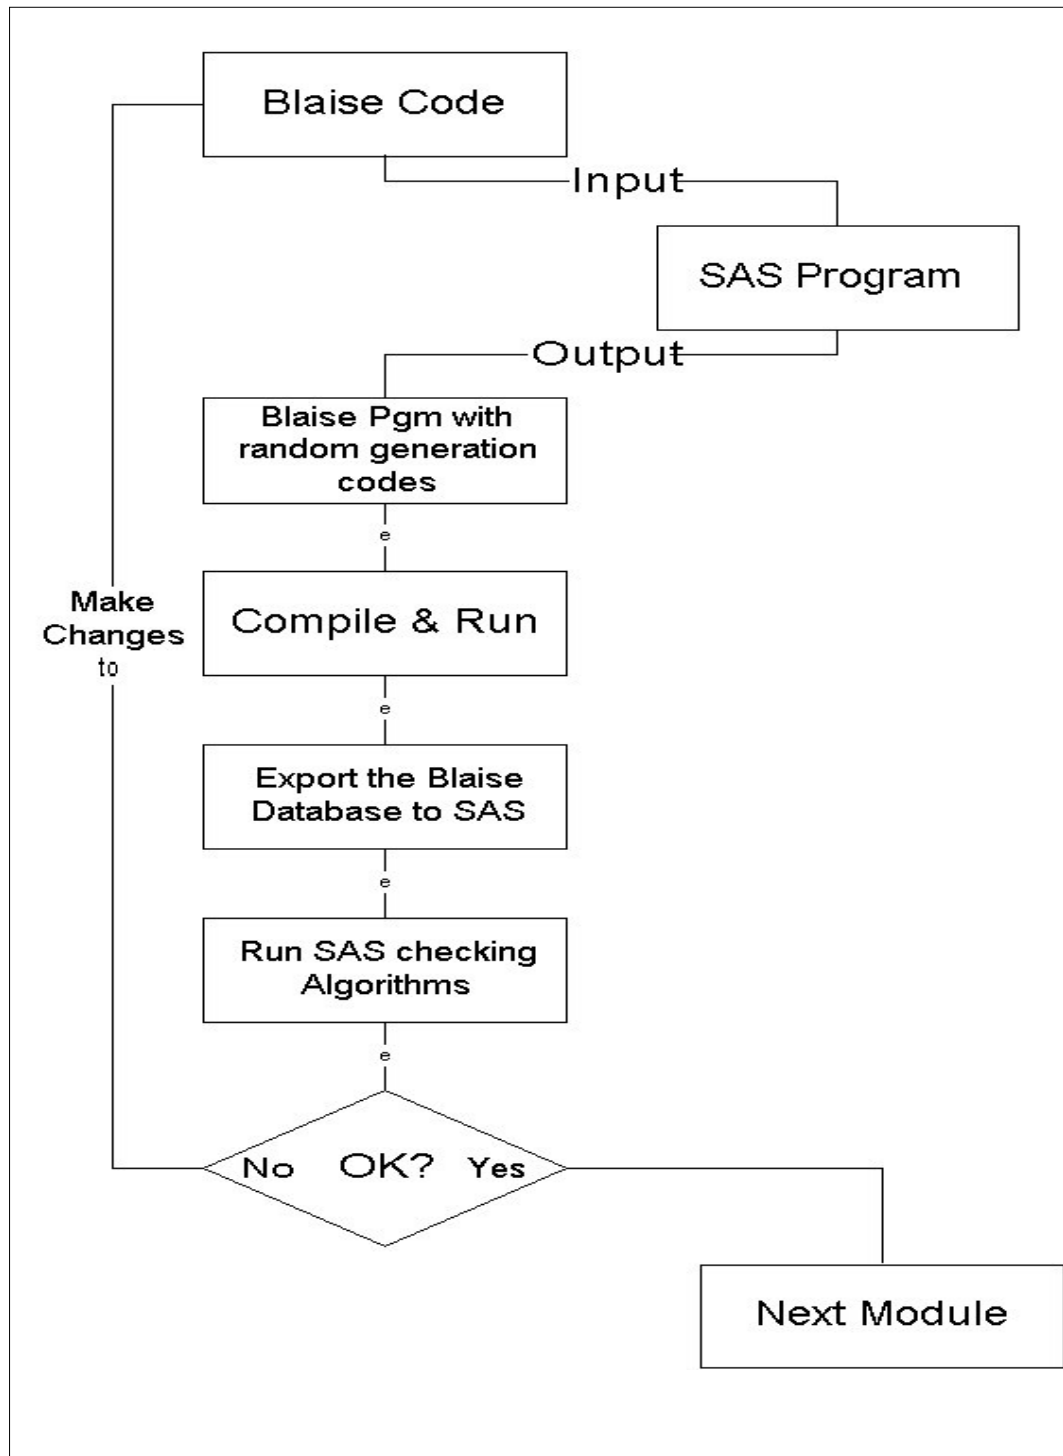 Blaise Code
Input
SAS Program
Output
Blaise Pgm with
random generation
codes
e
Compile & Run
Make
Changes
to
e
Export the Blaise
Database to SAS
e
Run SAS checking
Algorithms
e
No OK? Yes
Next Module